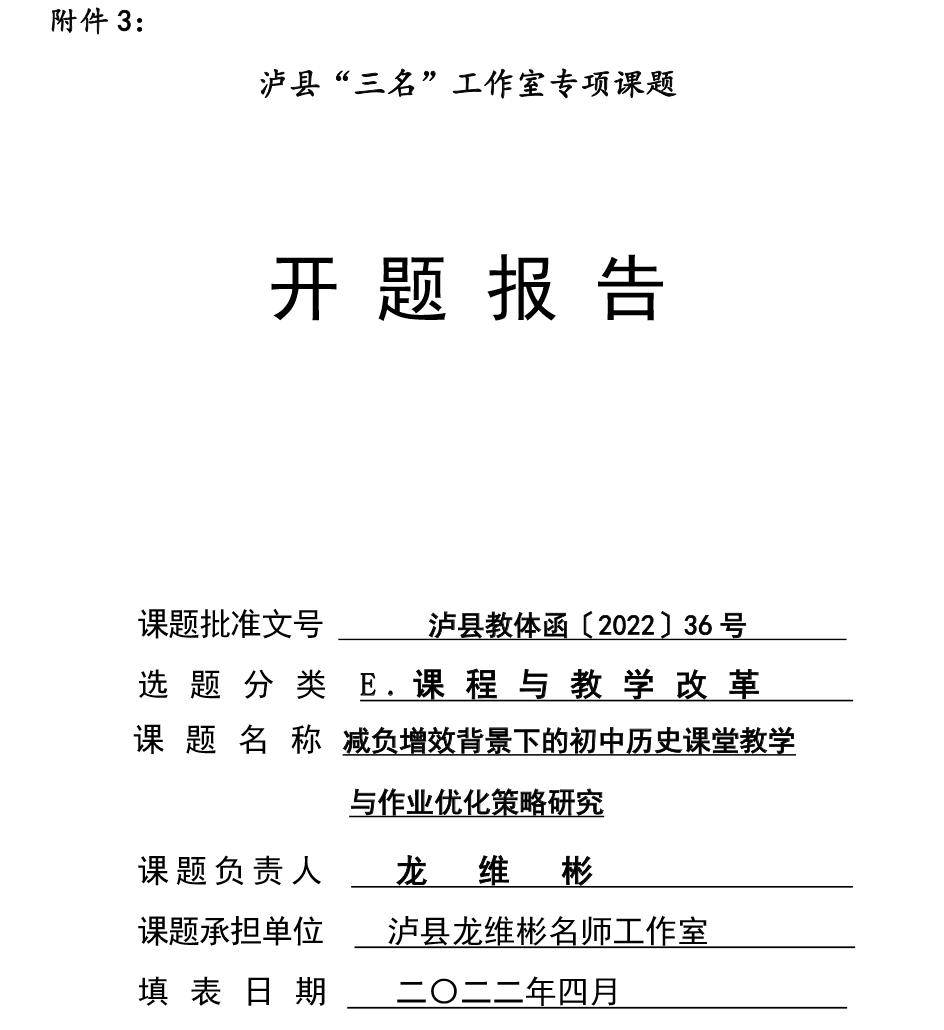 附件 3：
泸县“三名”工作室专项课题
开题报告
课题批准文号 泸县教体函〔2022〕36 号
选题分类 E. 课程与教学改革
课题名称 减负增效背景下的初中历史课堂教学
与作业优化策略研究
课题负责人 龙维彬
课题承担单位 泸县龙维彬名师工作室
填表日期 二〇二二年四月